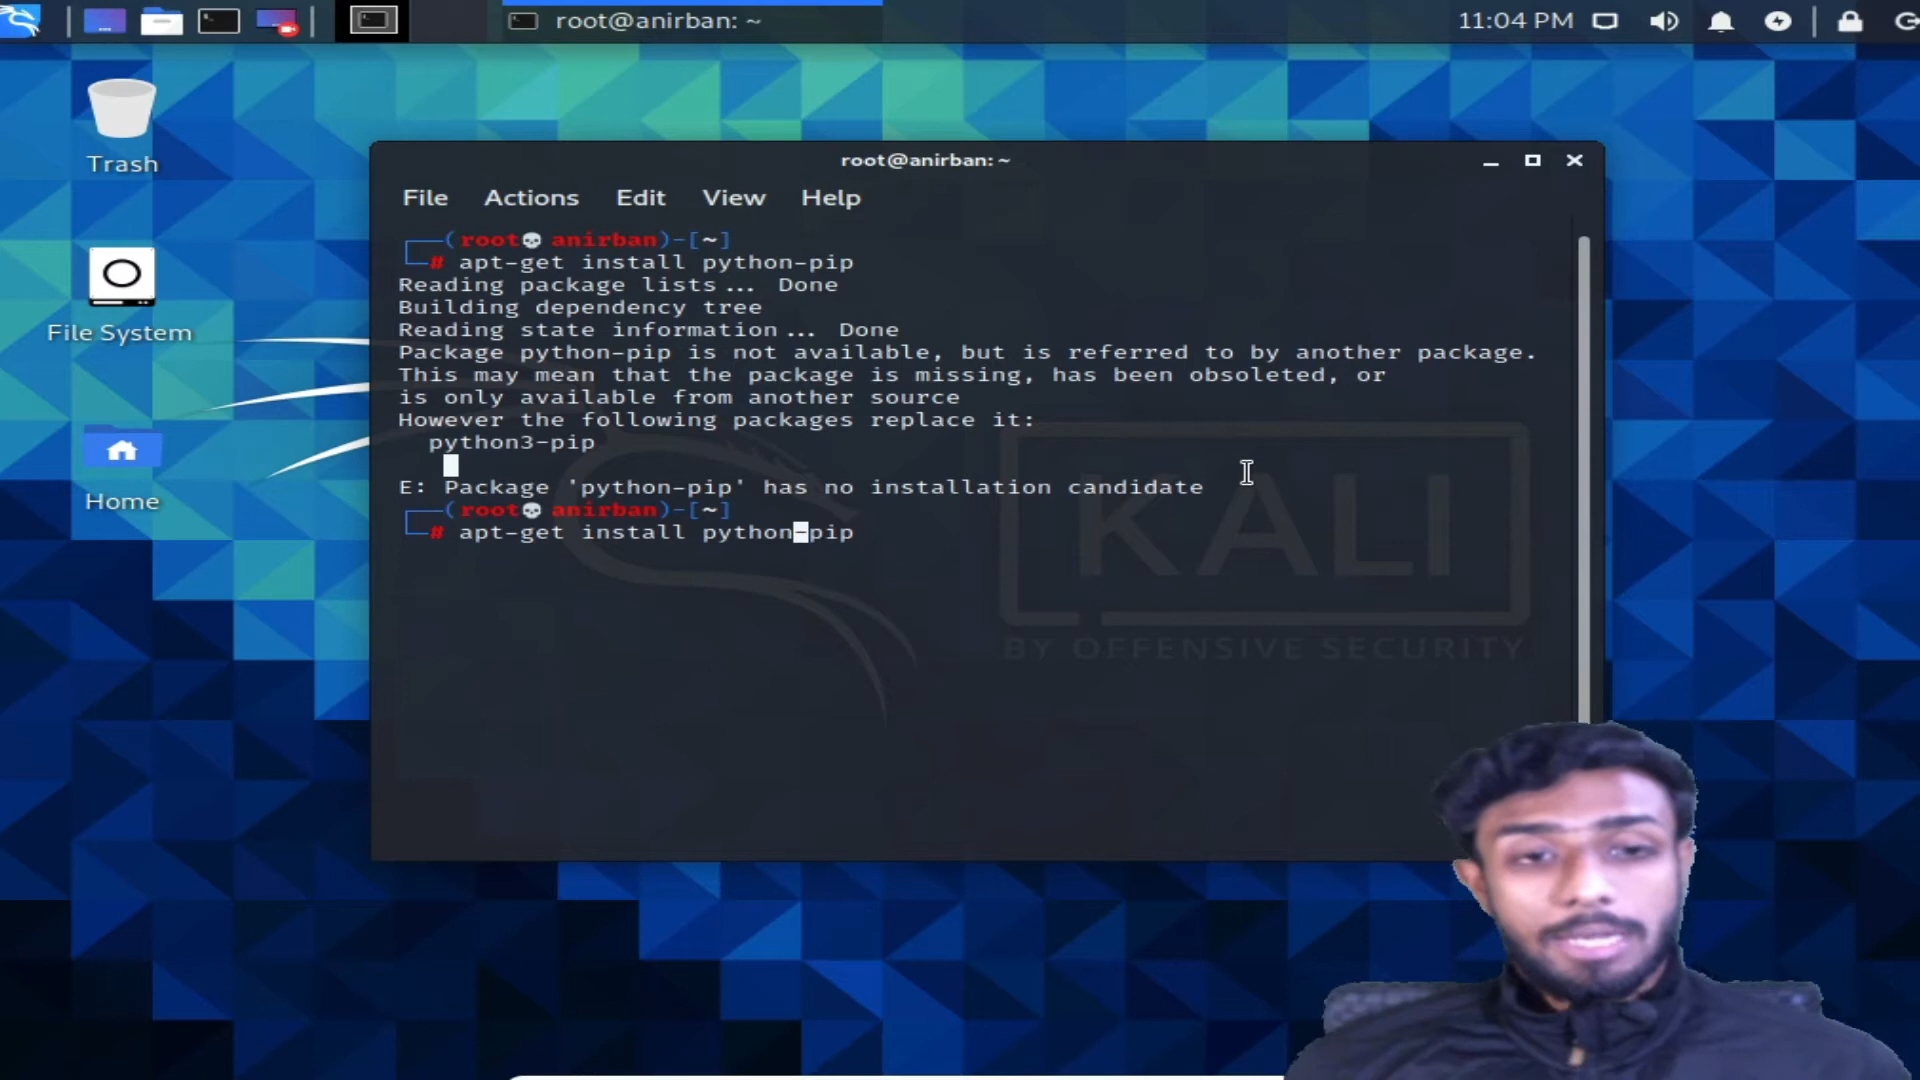 root@anirban: ~
11:04 PM
Trash
File System
Home
root@anirban: ~
File Actions Edit View Help
(root💀anirban)-[~]
# apt-get install python-pip
Reading package lists... Done
Building dependency tree
Reading state information... Done
Package python-pip is not available, but is referred to by another package.
This may mean that the package is missing, has been obsoleted, or
is only available from another source
However the following packages replace it:
python3-pip
E: Package 'python-pip' has no installation candidate
(root💀anirban)-[~]
# apt-get install python-pip
KALI
BY OFFENSIVE SECURITY